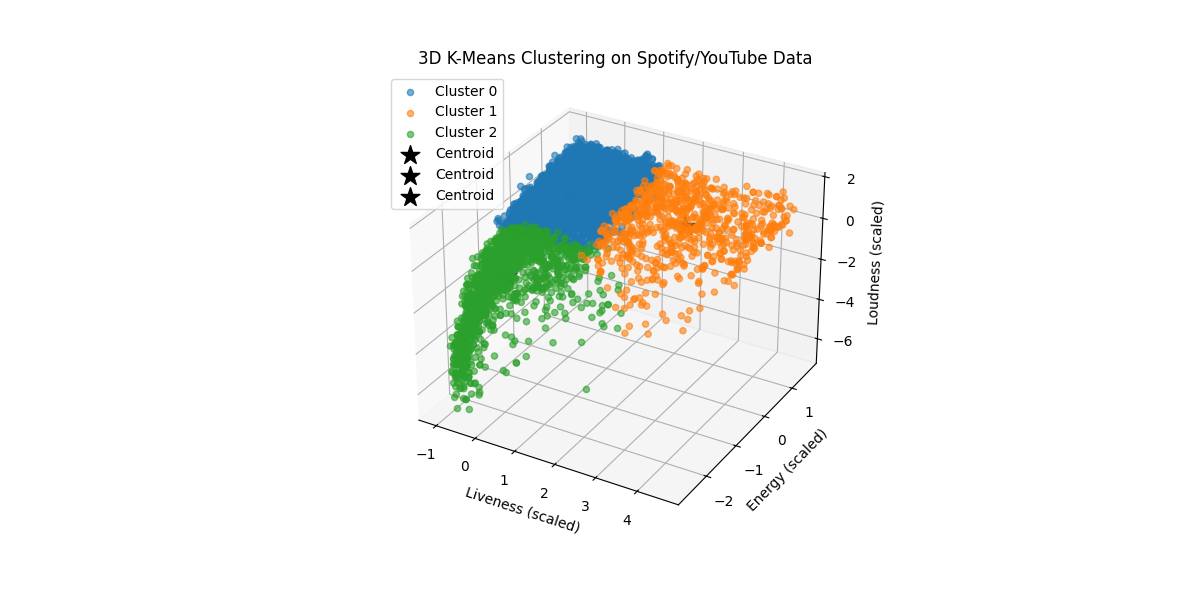 3D K-Means Clustering on Spotify/YouTube Data
Cluster 0
Cluster 1
Cluster 2
Centroid
Centroid
Centroid
2
0
−2
−4
−6
Loudness (scaled)
1
0
−1
−2
Energy (scaled)
−1
0
1
2
3
4
Liveness (scaled)